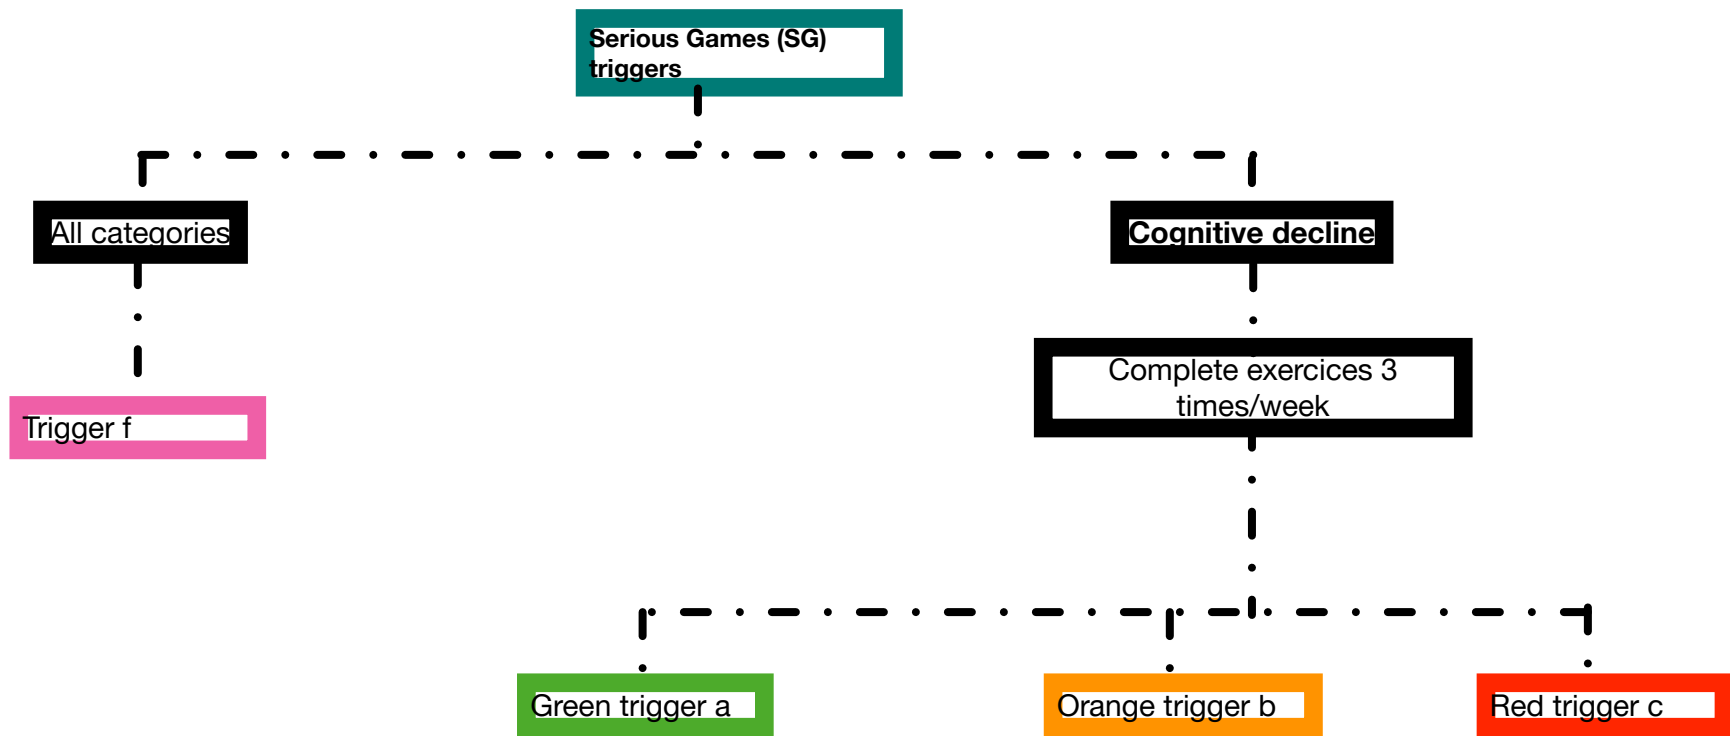 Serious Games (SG)
triggers
All categories
Cognitive decline
Complete exercices 3
times/week
Trigger f
Green trigger a
Orange trigger b
Red trigger c